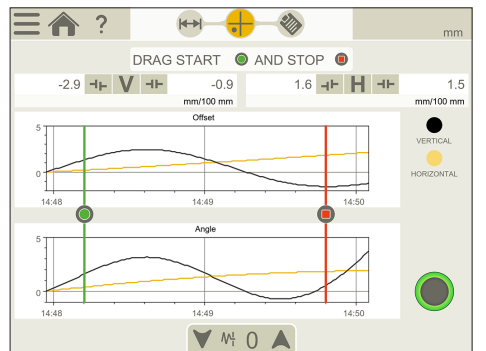 ?
mm
DRAG START AND STOP
-2.9 V -0.9
mm/100 mm
1.6 H 1.5
mm/100 mm
Offset
5
0
14:48 14:49 14:50
VERTICAL
HORIZONTAL
Angle
5
0
14:48 14:49 14:50
0